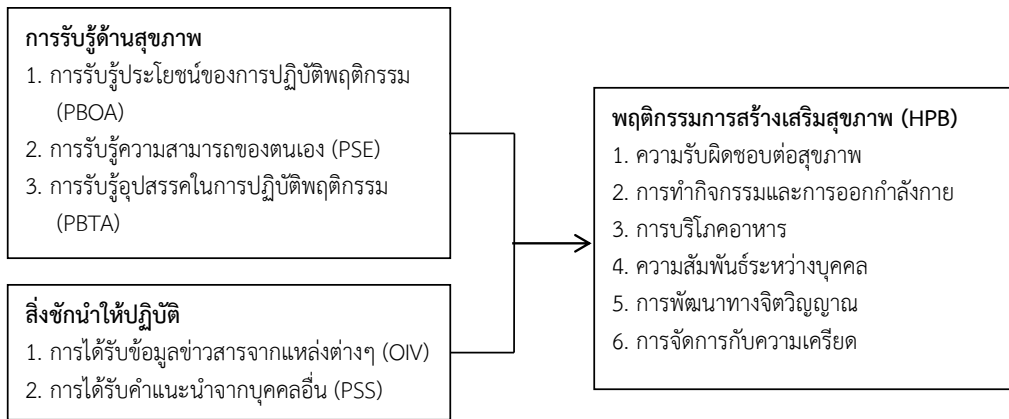 การรับรู้ด้านสุขภาพ
1. การรับรู้ประโยชน์ของการปฏิบัติพฤติกรรม
(PBOA)
2. การรับรู้ความสามารถของตนเอง (PSE)
3. การรับรู้อุปสรรคในการปฏิบัติพฤติกรรม
(PBTA)
สิ่งชักนำให้ปฏิบัติ
1. การได้รับข้อมูลข่าวสารจากแหล่งต่างๆ (OIV)
2. การได้รับคำแนะนำจากบุคคลอื่น (PSS)
พฤติกรรมการสร้างเสริมสุขภาพ (HPB)
1. ความรับผิดชอบต่อสุขภาพ
2. การทำกิจกรรมและการออกกำลังกาย
3. การบริโภคอาหาร
4. ความสัมพันธ์ระหว่างบุคคล
5. การพัฒนาทางจิตวิญญาณ
6. การจัดการกับความเครียด